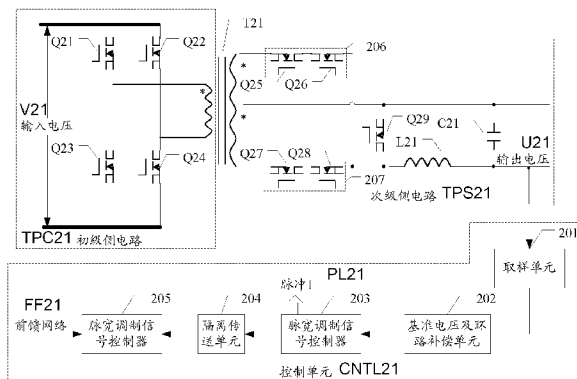 T21
206
Q21
Q22
Q25
Q26
*
*
*
V21
输入电压
Q29
C21
L21
U21
输出电压
Q23
Q24
Q27
Q28
207
次级侧电路 TPS21
TPC21 初级侧电路
201
取样单元
PL21
脉冲1
FF21
前馈网络
205
脉宽调制信号控制器
204
隔离传送单元
203
脉宽调制信号控制器
202
基准电压及环路补偿单元
控制单元 CNTL21